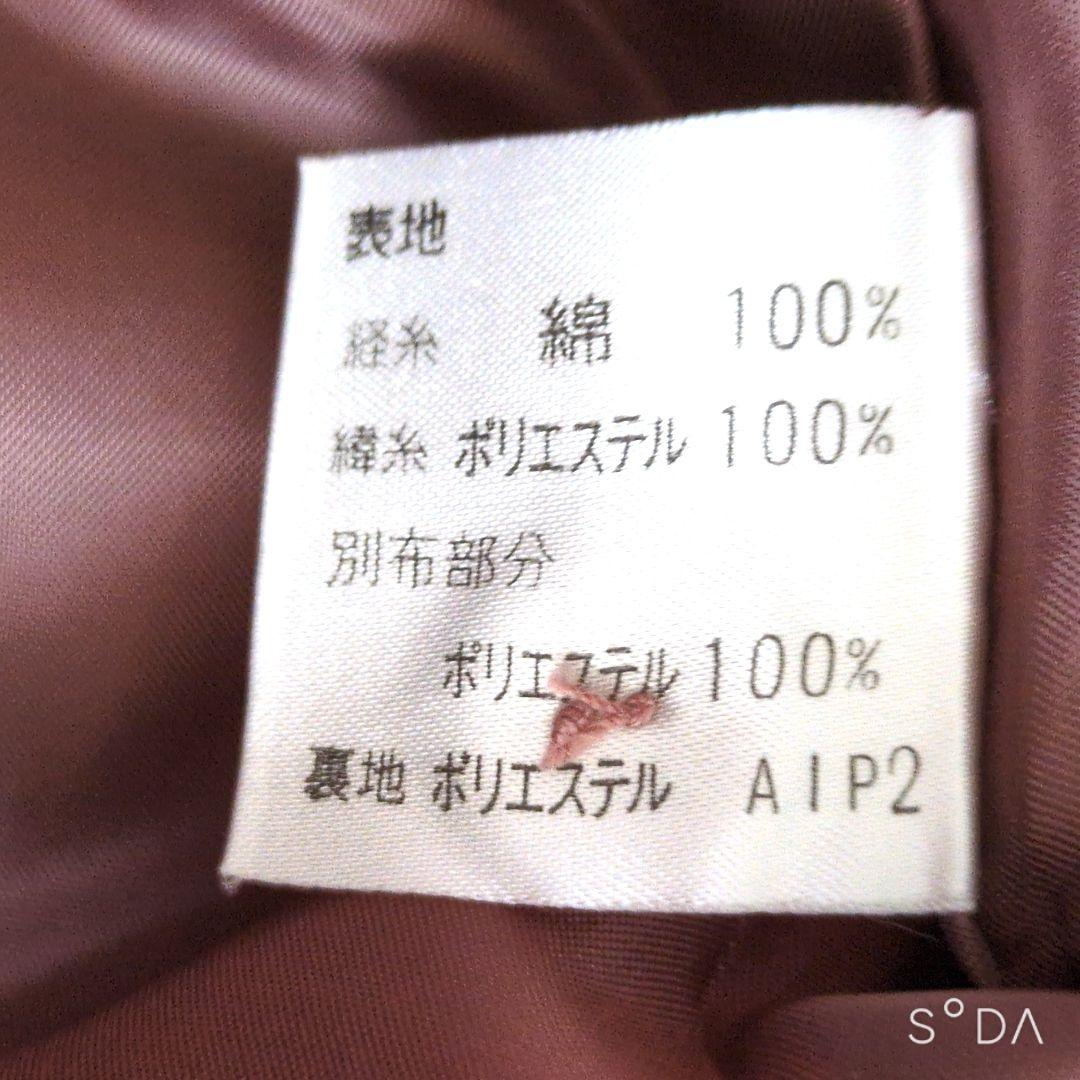 表地
経糸 綿 100%
緯糸 ポリエステル 100%
別布部分
ポリエステル 100%
裏地 ポリエステル AIP2
SODA